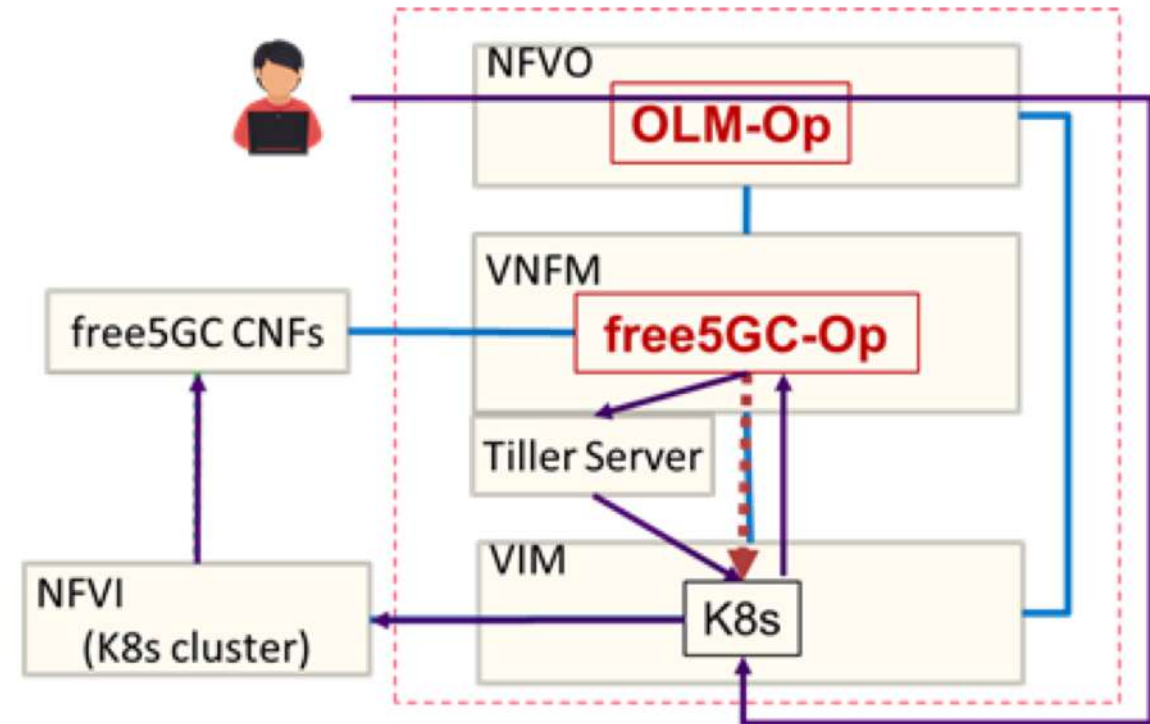 NFVO
OLM-Op
VNFM
free5GC-Op
free5GC CNFs
Tiller Server
VIM
K8s
NFVI
(K8s cluster)